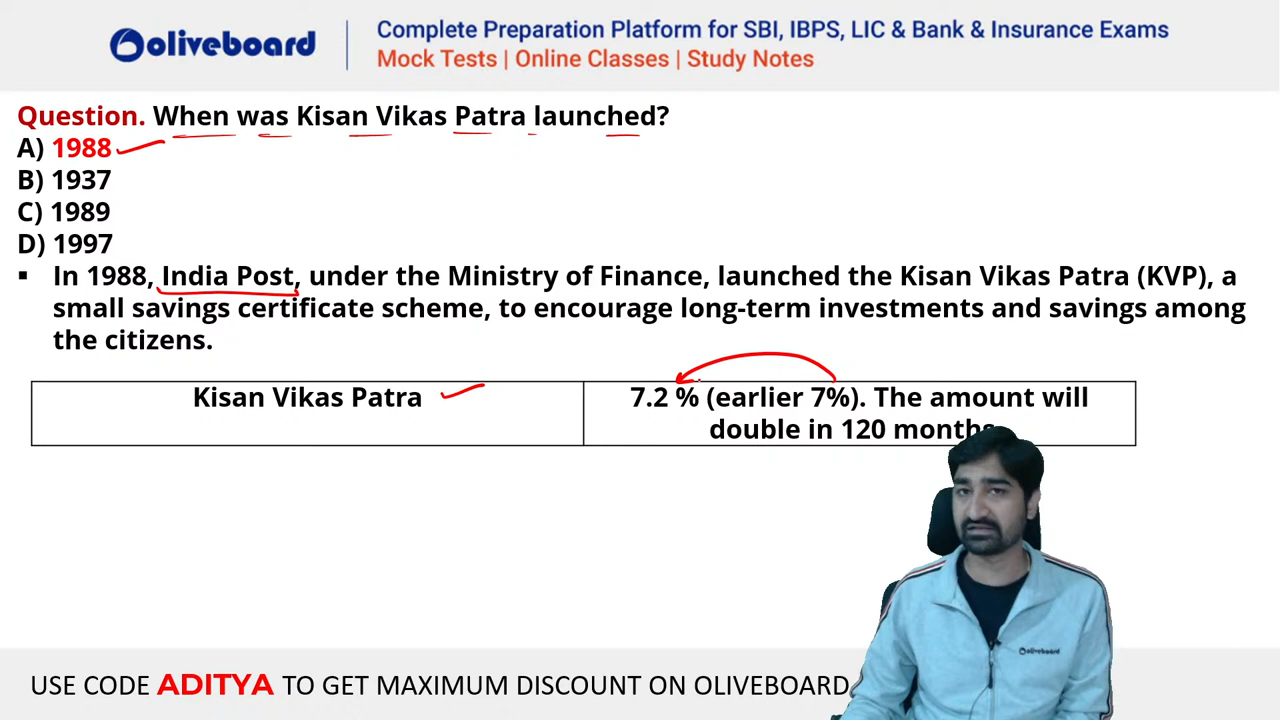 oliveboard
Complete Preparation Platform for SBI, IBPS, LIC & Bank & Insurance Exams
Mock Tests | Online Classes | Study Notes
Question. When was Kisan Vikas Patra launched?
A) 1988
B) 1937
C) 1989
D) 1997
▪ In 1988, India Post, under the Ministry of Finance, launched the Kisan Vikas Patra (KVP), a
small savings certificate scheme, to encourage long-term investments and savings among
the citizens.
Kisan Vikas Patra
7.2 % (earlier 7%). The amount will
double in 120 months.
oliveboard
USE CODE ADITYA TO GET MAXIMUM DISCOUNT ON OLIVEBOARD